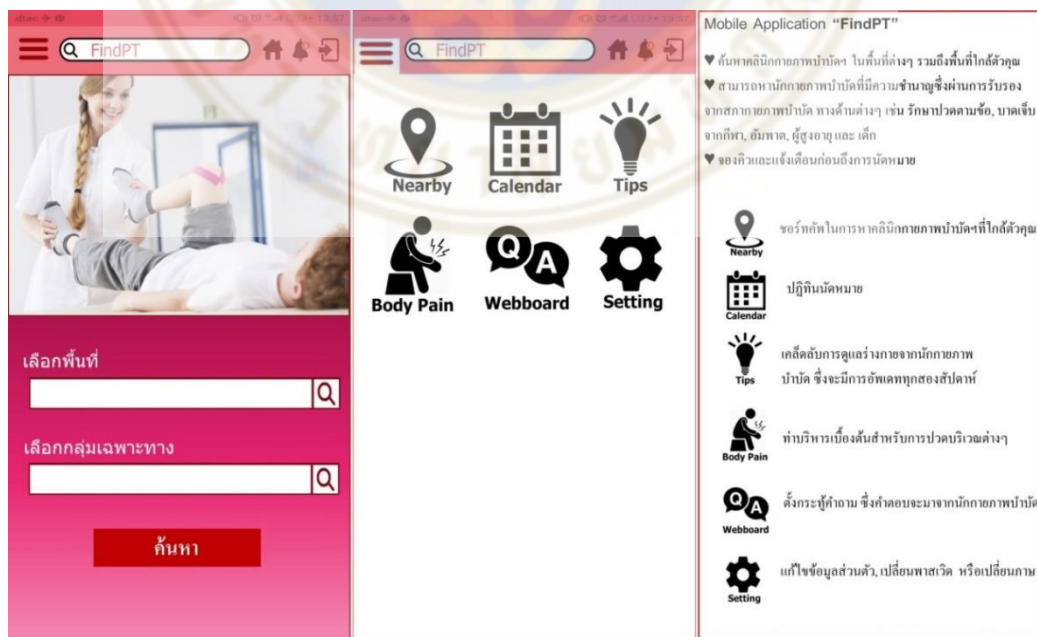 dtac
13:57
FindPT
เลือกพื้นที่
เลือกกลุ่มเฉพาะทาง
ค้นหา
dtac
13:57
FindPT
Nearby
Calendar
Tips
Body Pain
Webboard
Setting
Mobile Application "FindPT"
♥ ค้นหาคลินิกกายภาพบำบัดฯ ในพื้นที่ต่างๆ รวมถึงพื้นที่ใกล้ตัวคุณ
♥ สามารถหานักกายภาพบำบัดที่มีความชำนาญซึ่งผ่านการรับรอง
จากสภากายภาพบำบัด ทางด้านต่างๆ เช่น รักษาปวดตามข้อ, บาดเจ็บ
จากกีฬา, อัมพาต, ผู้สูงอายุ และ เด็ก
♥ จองคิวและแจ้งเตือนก่อนถึงการนัดหมาย
ชอร์ทคัทในการหาคลินิกกายภาพบำบัดฯที่ใกล้ตัวคุณ
Nearby
ปฏิทินนัดหมาย
Calendar
เคล็ดลับการดูแลร่างกายจากนักกายภาพ
บำบัด ซึ่งจะมีการอัพเดททุกสองสัปดาห์
Tips
ท่าบริหารเบื้องต้นสำหรับการปวดบริเวณต่างๆ
Body Pain
ตั้งกระทู้คำถาม ซึ่งคำตอบจะมาจากนักกายภาพบำบัด
Webboard
แก้ไขข้อมูลส่วนตัว, เปลี่ยนพาสเวิด หรือเปลี่ยนภาษา
Setting